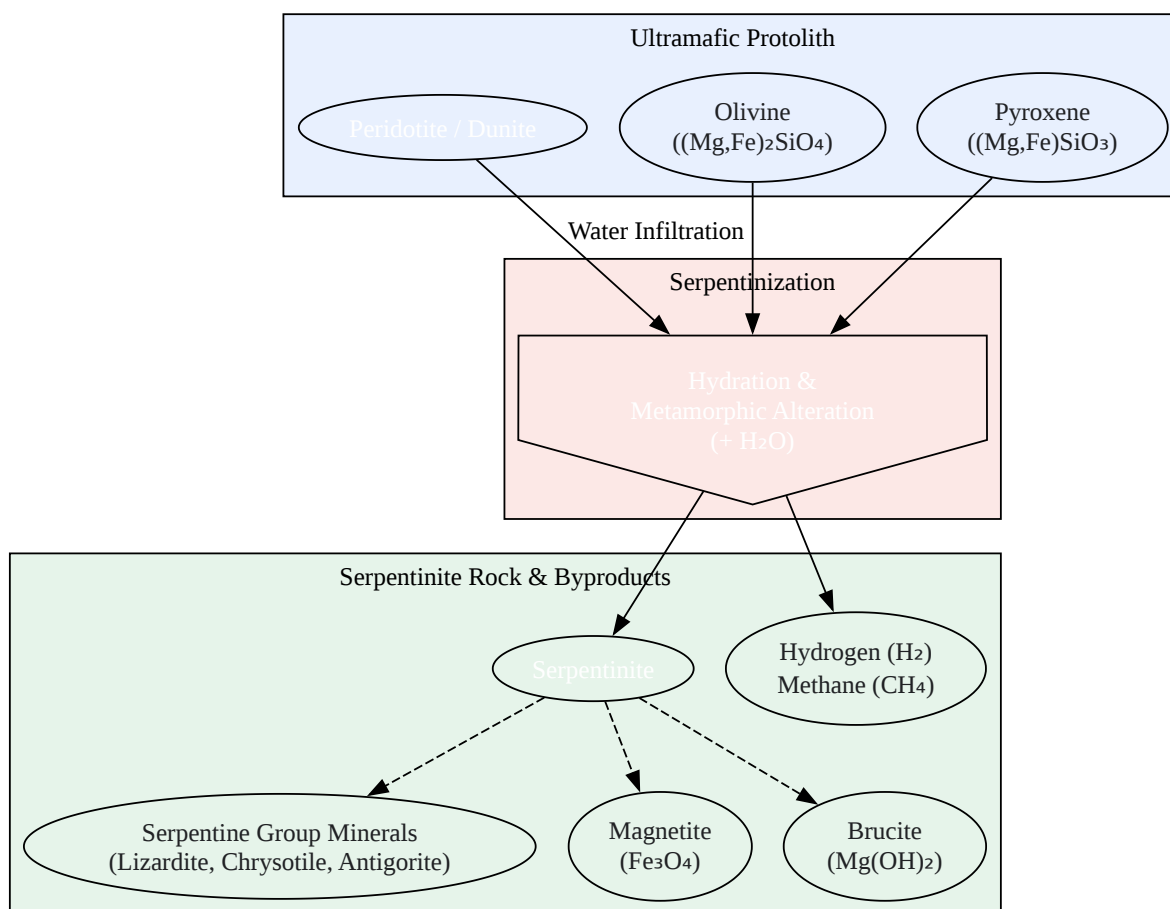 Ultramafic Protolith
Peridotite / Dunite
Olivine
((Mg,Fe)₂SiO₄)
Pyroxene
((Mg,Fe)SiO₃)
Water Infiltration
Serpentinization
Hydration &
Metamorphic Alteration
(+ H₂O)
Serpentinite Rock & Byproducts
Serpentinite
Hydrogen (H₂)
Methane (CH₄)
Serpentine Group Minerals
(Lizardite, Chrysotile, Antigorite)
Magnetite
(Fe₃O₄)
Brucite
(Mg(OH)₂)